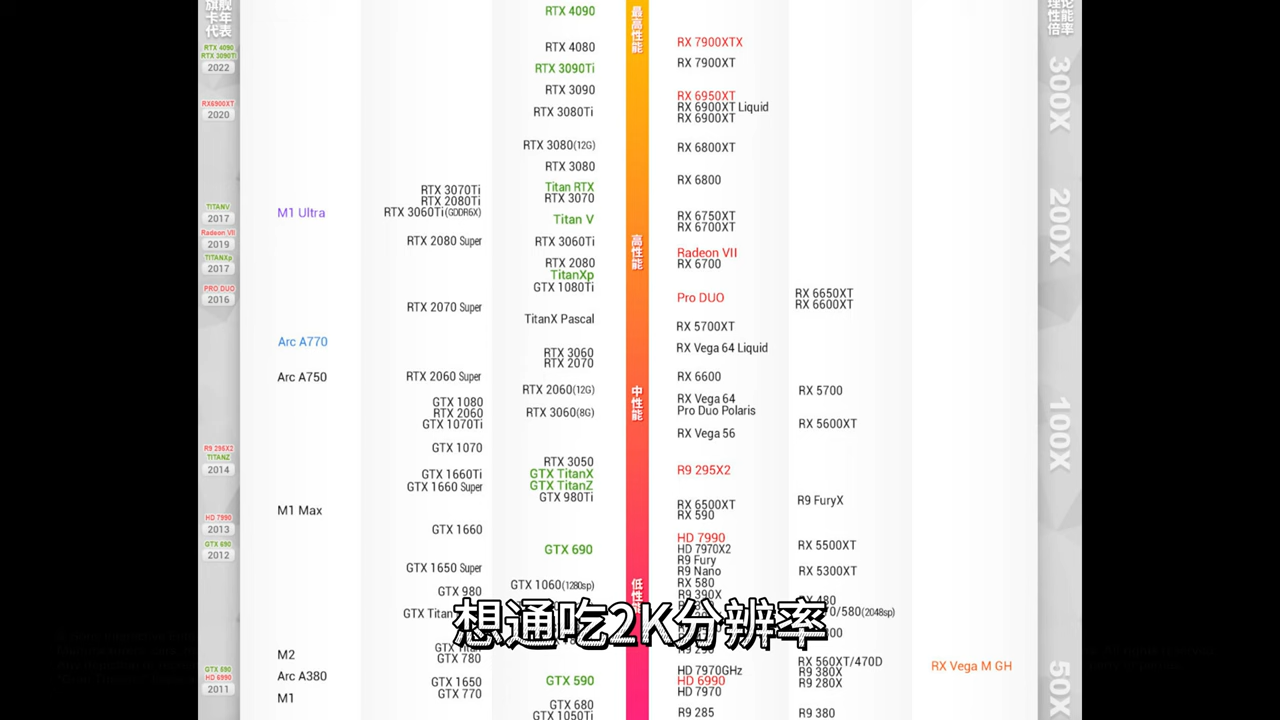 旗舰
卡年
代表
RTX 4090
RTX 3090Ti
2022
RX6900XT
2020
TITANV
2017
Radeon VII
2019
TITANXp
2017
PRO DUO
2016
R9 295X2
TITANZ
2014
HD 7990
2013
GTX 690
2012
GTX 590
HD 6990
2011
M1 Ultra
Arc A770
Arc A750
M1 Max
M2
Arc A380
M1
RTX 3070Ti
RTX 2080Ti
RTX 3060Ti(GDDR6X)
RTX 2080 Super
RTX 2070 Super
RTX 2060 Super
GTX 1080
RTX 2060
GTX 1070Ti
GTX 1070
GTX 1660Ti
GTX 1660 Super
GTX 1660
GTX 1650 Super
GTX 980
GTX Titan
GTX 780
GTX 1650
GTX 770
RTX 4090
RTX 4080
RTX 3090Ti
RTX 3090
RTX 3080Ti
RTX 3080(12G)
RTX 3080
Titan RTX
RTX 3070
Titan V
RTX 3060Ti
RTX 2080
TitanXp
GTX 1080Ti
TitanX Pascal
RTX 3060
RTX 2070
RTX 2060(12G)
RTX 3060(8G)
RTX 3050
GTX TitanX
GTX TitanZ
GTX 980Ti
GTX 690
GTX 1060(1280sp)
GTX 590
GTX 680
GTX 1050Ti
最高性能
高性能
中性能
低性
RX 7900XTX
RX 7900XT
RX 6950XT
RX 6900XT Liquid
RX 6900XT
RX 6800XT
RX 6800
RX 6750XT
RX 6700XT
Radeon VII
RX 6700
Pro DUO
RX 5700XT
RX Vega 64 Liquid
RX 6600
RX Vega 64
Pro Duo Polaris
RX Vega 56
R9 295X2
RX 6500XT
RX 590
HD 7990
HD 7970X2
R9 Fury
R9 Nano
RX 580
R9 390X
HD 7970GHz
HD 6990
HD 7970
R9 285
RX 6650XT
RX 6600XT
RX 5700
RX 5600XT
R9 FuryX
RX 5500XT
RX 5300XT
480
/580(2048sp)
RX 560XT/470D
R9 380X
R9 280X
R9 380
RX Vega M GH
理论
性能
倍率
300X
200X
100X
50X
想通吃2K分辨率